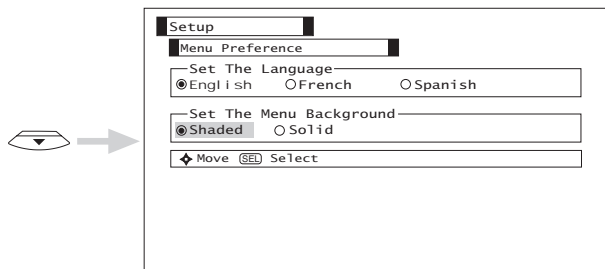 Setup
Menu Preference
Set The Language
English French Spanish
Set The Menu Background
Shaded Solid
Move SEL Select